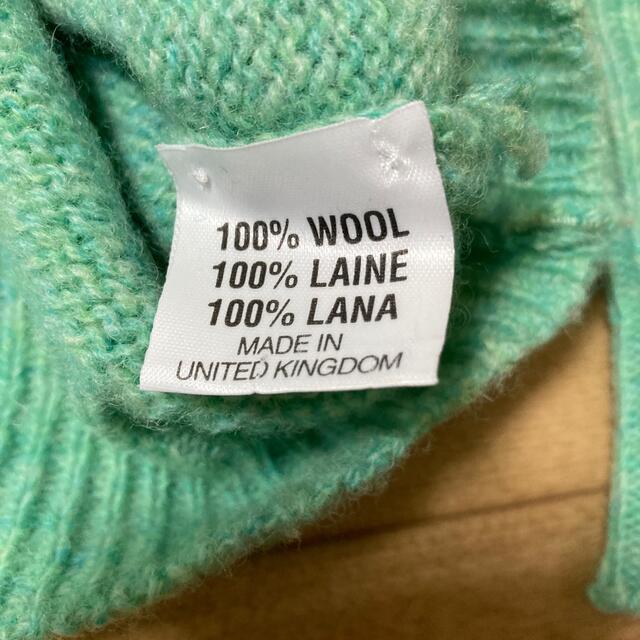 100% WOOL
100% LAINE
100% LANA
MADE IN
UNITED KINGDOM